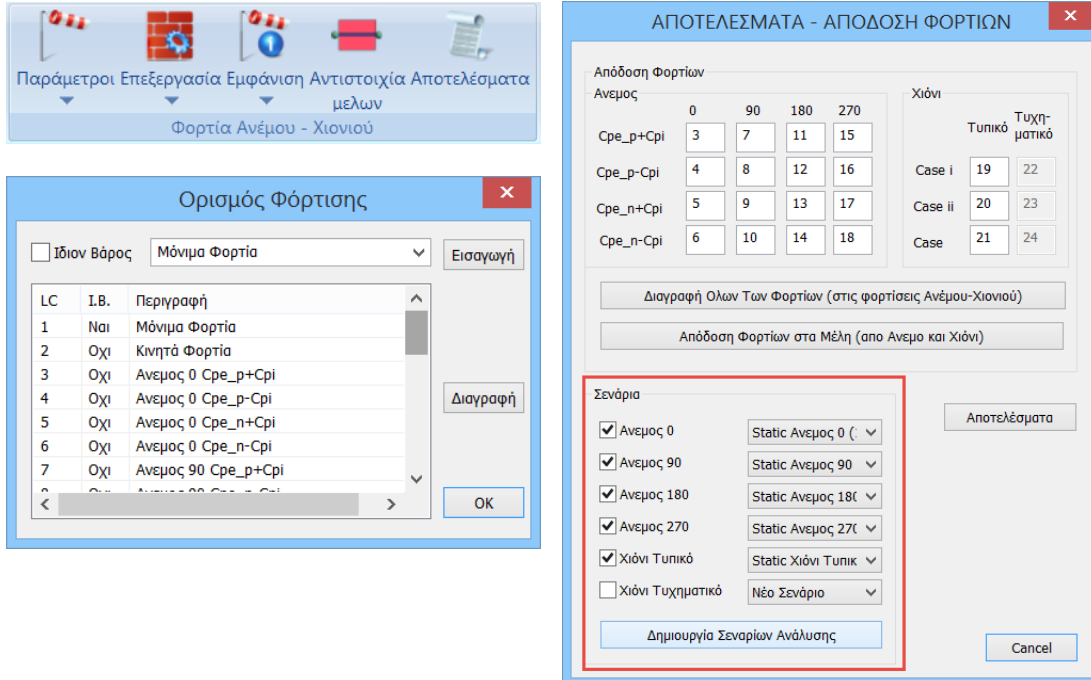 Παράμετροι Επεξεργασία Εμφάνιση Αντιστοιχία Αποτελέσματα
μελων
Φορτία Ανέμου - Χιονιού
Ορισμός Φόρτισης
Ιδιον Βάρος Μόνιμα Φορτία Εισαγωγή
LC Ι.Β. Περιγραφή
1 Ναι Μόνιμα Φορτία
2 Οχι Κινητά Φορτία
3 Οχι Ανεμος 0 Cpe_p+Cpi
4 Οχι Ανεμος 0 Cpe_p-Cpi
Διαγραφή
5 Οχι Ανεμος 0 Cpe_n+Cpi
6 Οχι Ανεμος 0 Cpe_n-Cpi
7 Οχι Ανεμος 90 Cpe_p+Cpi
OK
ΑΠΟΤΕΛΕΣΜΑΤΑ - ΑΠΟΔΟΣΗ ΦΟΡΤΙΩΝ
Απόδοση Φορτίων
Ανεμος
0 90 180 270
Cpe_p+Cpi 3 7 11 15
Cpe_p-Cpi 4 8 12 16
Cpe_n+Cpi 5 9 13 17
Cpe_n-Cpi 6 10 14 18
Χιόνι
Τυπικό Τυχη-
ματικό
Case i 19 22
Case ii 20 23
Case 21 24
Διαγραφή Ολων Των Φορτίων (στις φορτίσεις Ανέμου-Χιονιού)
Απόδοση Φορτίων στα Μέλη (απο Ανεμο και Χιόνι)
Σενάρια
Ανεμος 0 Static Ανεμος 0 (
Ανεμος 90 Static Ανεμος 90
Ανεμος 180 Static Ανεμος 180
Ανεμος 270 Static Ανεμος 270
Χιόνι Τυπικό Static Χιόνι Τυπικ
Χιόνι Τυχηματικό Νέο Σενάριο
Δημιουργία Σεναρίων Ανάλυσης
Αποτελέσματα
Cancel